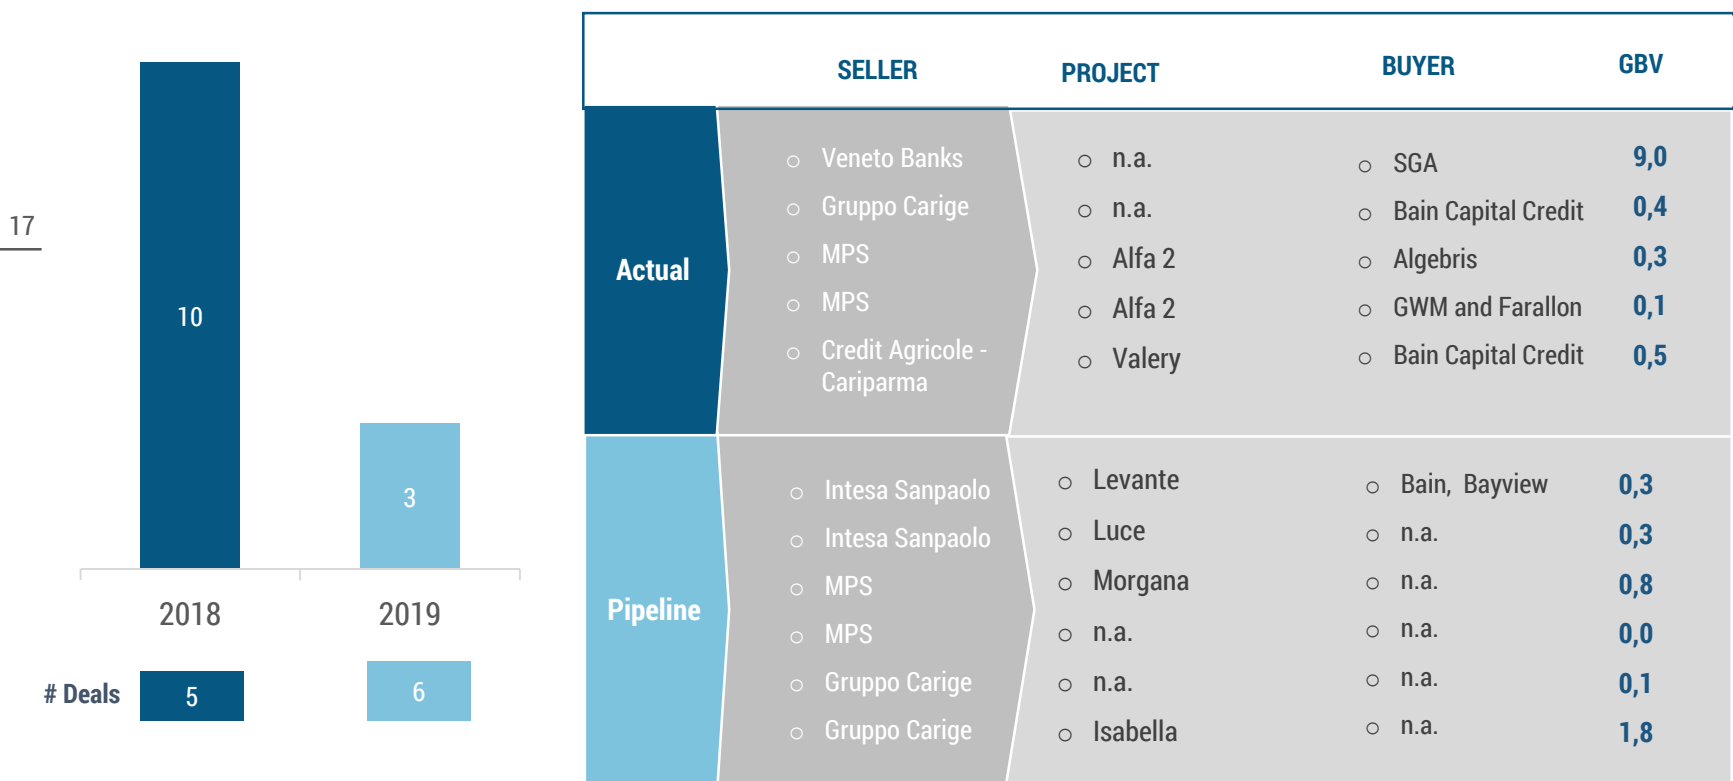 17
10
3
2018 2019
# Deals 5 6
SELLER PROJECT BUYER GBV
Actual
o Veneto Banks o n.a. o SGA 9,0
o Gruppo Carige o n.a. o Bain Capital Credit 0,4
o MPS o Alfa 2 o Algebris 0,3
o MPS o Alfa 2 o GWM and Farallon 0,1
o Credit Agricole - o Valery o Bain Capital Credit 0,5
Cariparma
Pipeline
o Intesa Sanpaolo o Levante o Bain, Bayview 0,3
o Intesa Sanpaolo o Luce o n.a. 0,3
o MPS o Morgana o n.a. 0,8
o MPS o n.a. o n.a. 0,0
o Gruppo Carige o n.a. o n.a. 0,1
o Gruppo Carige o Isabella o n.a. 1,8